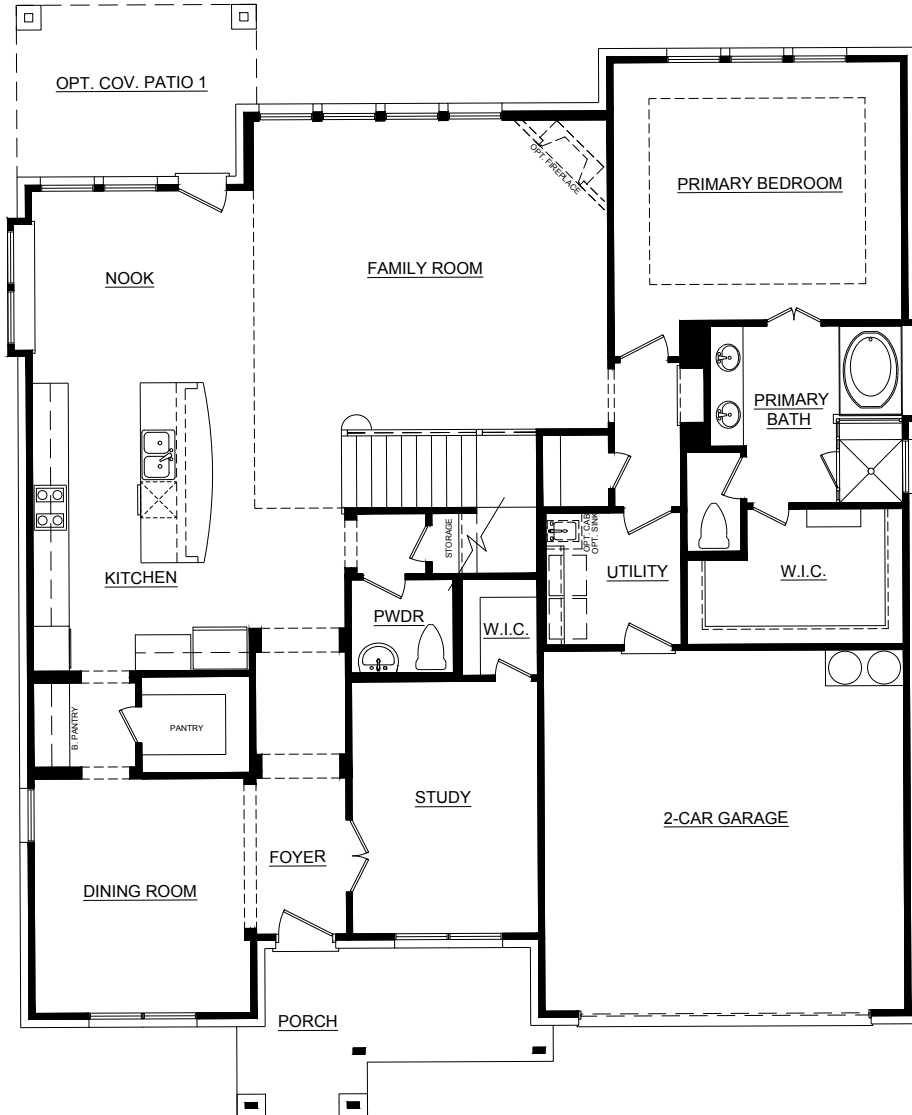 OPT. COV. PATIO 1
OPT. FIREPLACE
PRIMARY BEDROOM
FAMILY ROOM
NOOK
PRIMARY
BATH
STORAGE
OPT. CAB
OPT. SINK
KITCHEN
UTILITY
W.I.C.
PWDR
W.I.C.
B. PANTRY
PANTRY
STUDY
2-CAR GARAGE
FOYER
DINING ROOM
PORCH